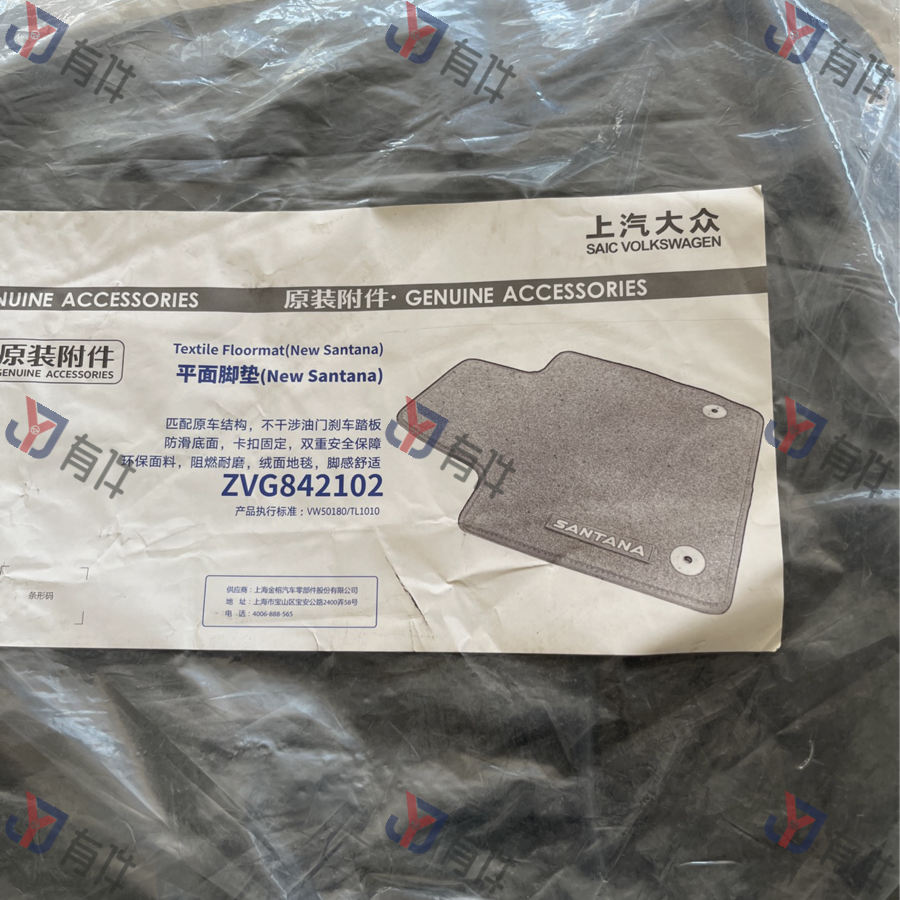 上汽大众
SAIC VOLKSWAGEN
NUINE ACCESSORIES
原装附件· GENUINE ACCESSORIES
原装附件
GENUINE ACCESSORIES
Textile Floormat(New Santana)
平面脚垫(New Santana)
匹配原车结构，不干涉油门刹车踏板
防滑底面，卡扣固定，双重安全保障
环保面料，阻燃耐磨，绒面地毯，脚感舒适
ZVG842102
产品执行标准：VW50180/TL1010
SANTANA
条形码
供应商：上海金榕汽车零部件股份有限公司
地 址：上海市宝山区宝安公路2400弄58号
电 话：4006-888-565
有件
有件
有件
有件
有件
有件
有件
有件
有件